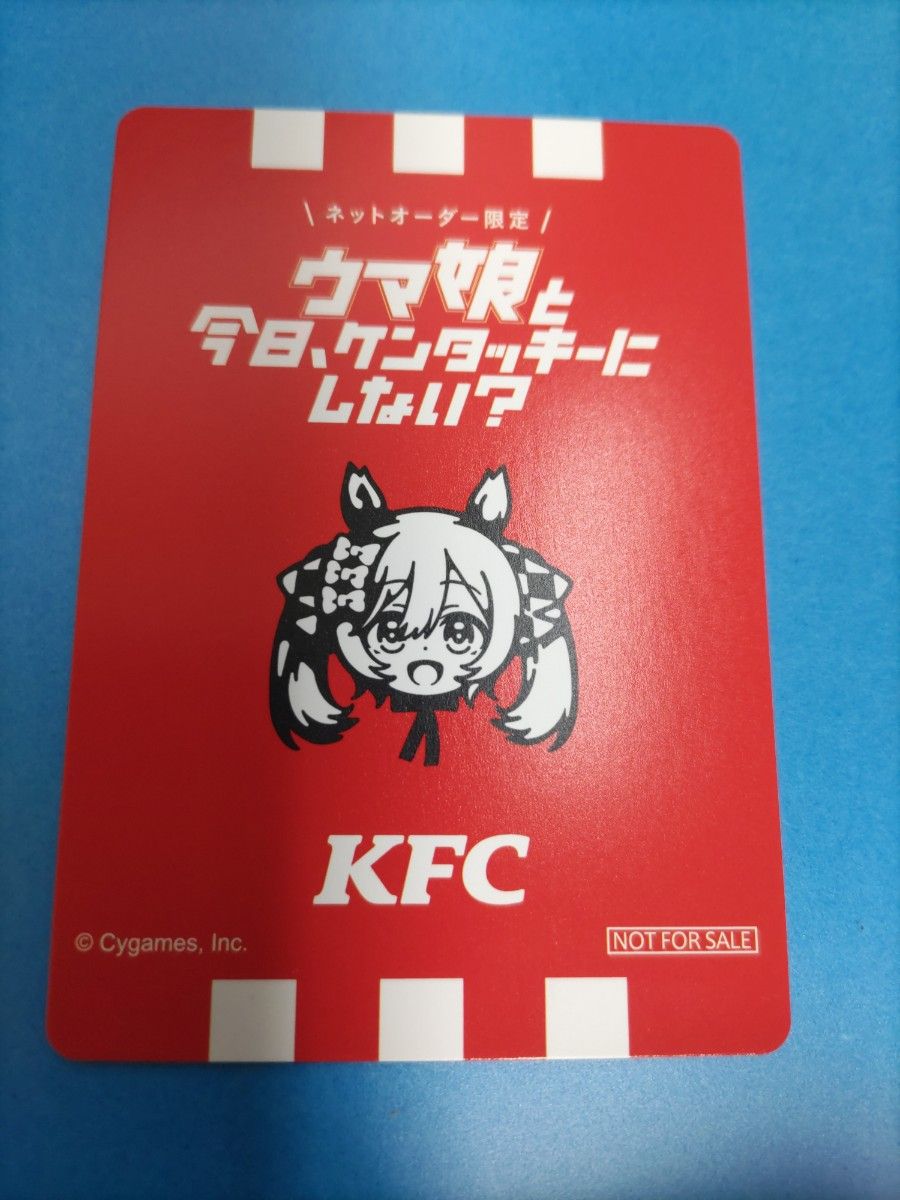 \ ネットオーダー限定 /
ウマ娘と
今日、ケンタッキーに
しない?
KFC
© Cygames, Inc.
NOT FOR SALE